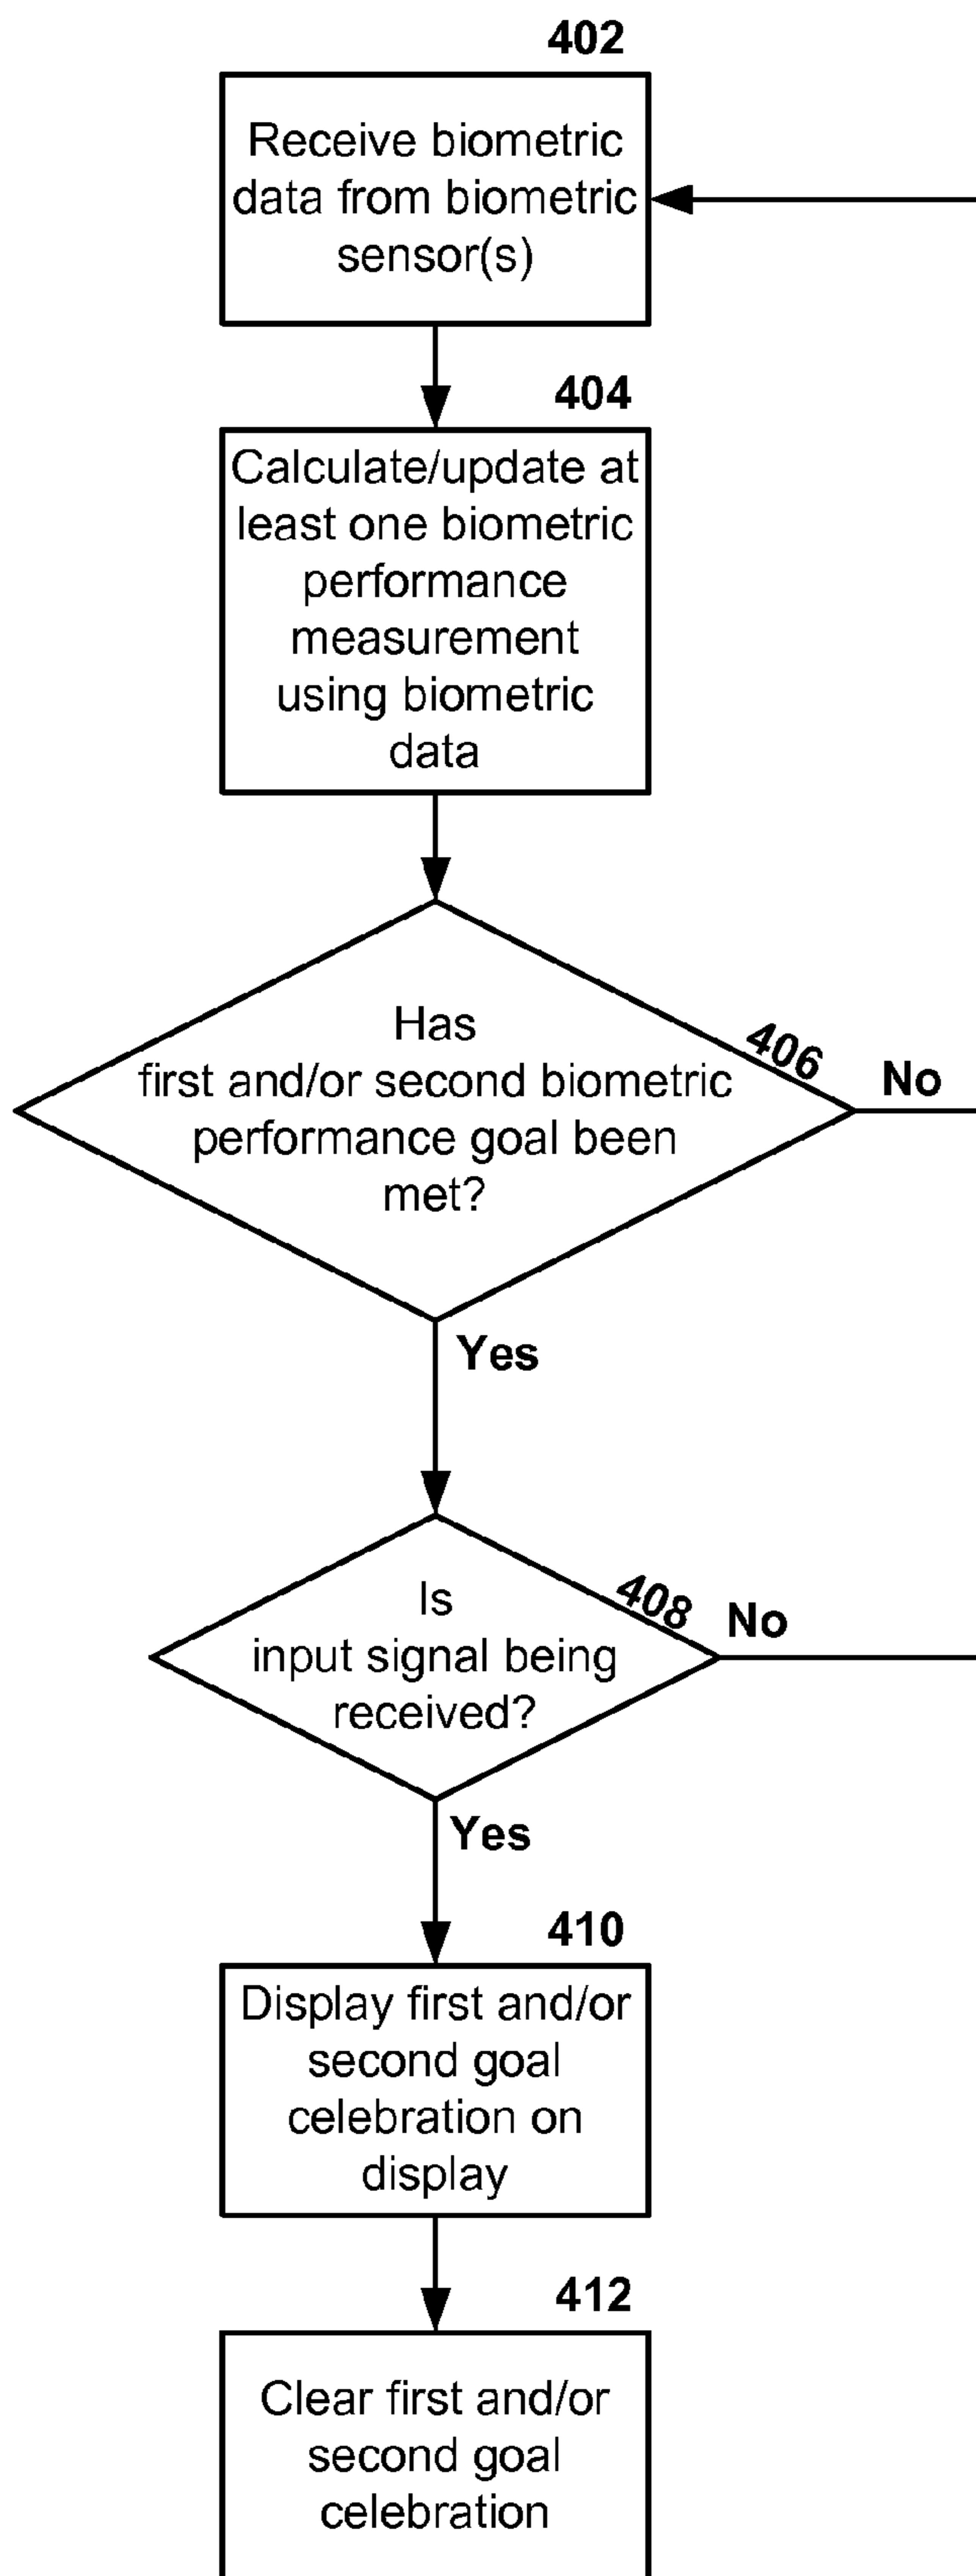 402
Receive biometric
data from biometric
sensor(s)
404
Calculate/update at
least one biometric
performance
measurement
using biometric
data
Has
first and/or second biometric
performance goal been
met?
406
No
Yes
Is
input signal being
received?
408
No
Yes
410
Display first and/or
second goal
celebration on
display
412
Clear first and/or
second goal
celebration